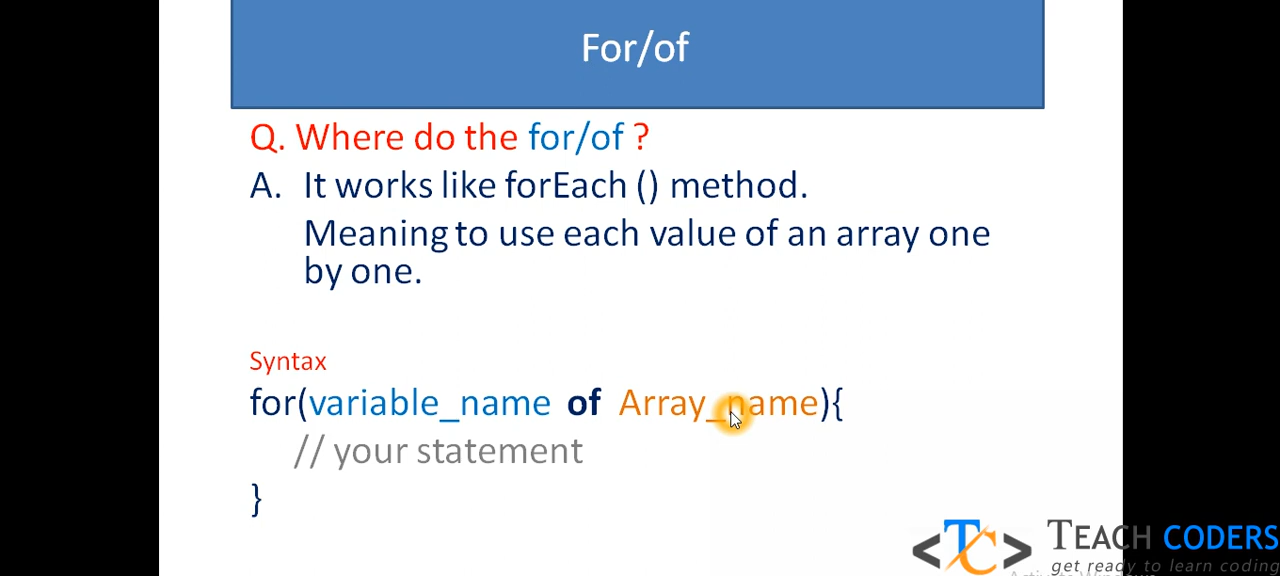 For/of
Q. Where do the for/of ?
A. It works like forEach () method.
Meaning to use each value of an array one
by one.
Syntax
for(variable_name of Array_name){
// your statement
}
<TC> TEACH CODERS
get ready to learn coding